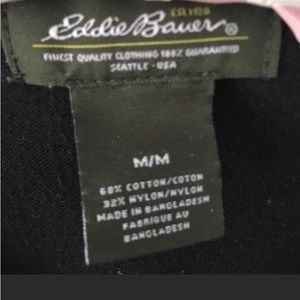 EST. 1920
Eddie Bauer®
FINEST QUALITY CLOTHING 100% GUARANTEED
SEATTLE - USA
M/M
68% COTTON/COTON
32% NYLON/NYLON
MADE IN BANGLADESH
FABRIQUE AU
BANGLADESH